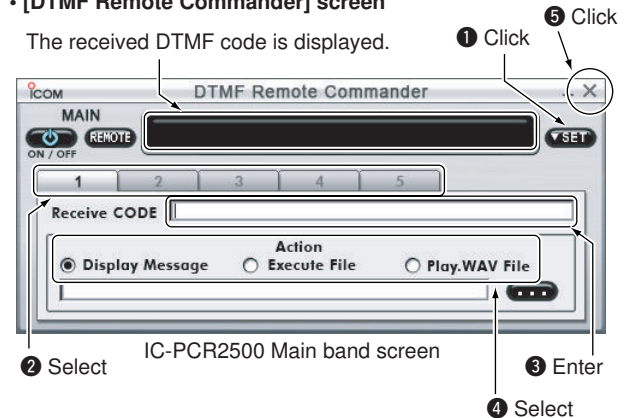 • [DTMF Remote Commander] screen
❺ Click
The received DTMF code is displayed.
❶ Click
ICOM
DTMF Remote Commander
MAIN
REMOTE
ON / OFF
▼SET
1 2 3 4 5
Receive CODE
Action
Display Message Execute File Play.WAV File
...
❷ Select
IC-PCR2500 Main band screen
❸ Enter
❹ Select